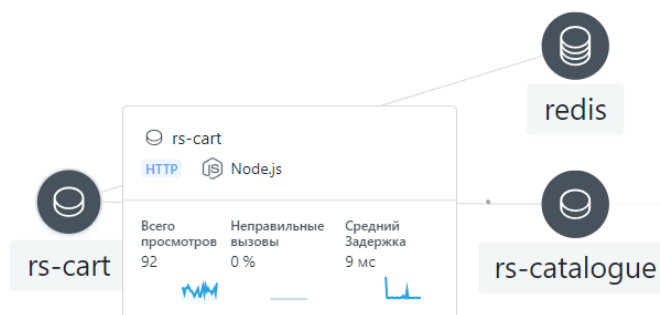 redis
rs-cart
HTTP
JS
Node.js
Всего просмотров
Неправильные вызовы
Средний Задержка
92
0 %
9 мс
rs-cart
rs-catalogue